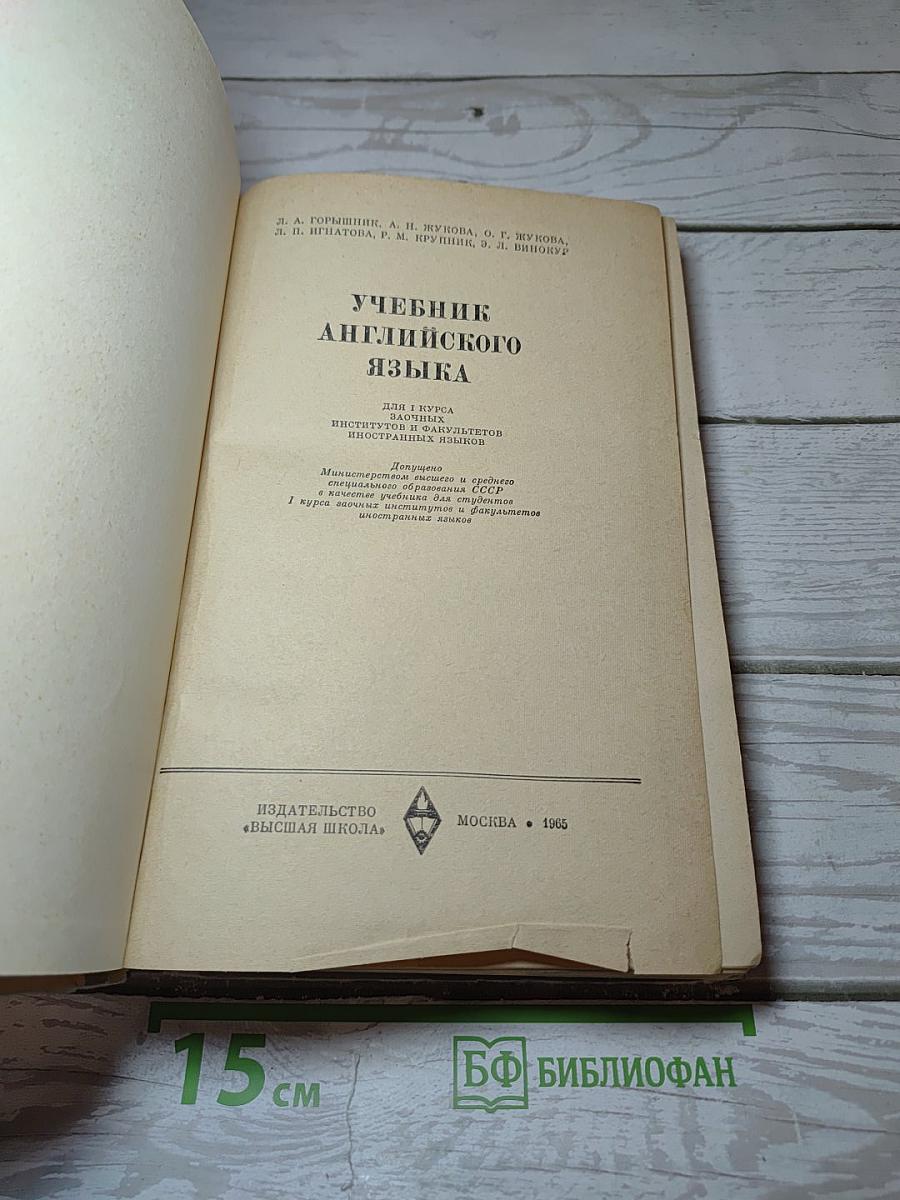 Л. А. ГОРЫШНИК, А. Н. ЖУКОВА, О. Г. ЖУКОВА,
Л. П. ИГНАТОВА, Р. М. КРУПНИК, Э. Л. ВИНОКУР
УЧЕБНИК
АНГЛИЙСКОГО
ЯЗЫКА
ДЛЯ I КУРСА
ЗАОЧНЫХ
ИНСТИТУТОВ И ФАКУЛЬТЕТОВ
ИНОСТРАННЫХ ЯЗЫКОВ
Допущено
Министерством высшего и среднего
специального образования СССР
в качестве учебника для студентов
I курса заочных институтов и факультетов
иностранных языков
ИЗДАТЕЛЬСТВО
«ВЫСШАЯ ШКОЛА»
МОСКВА • 1965
15 см
БФ БИБЛИОФАН